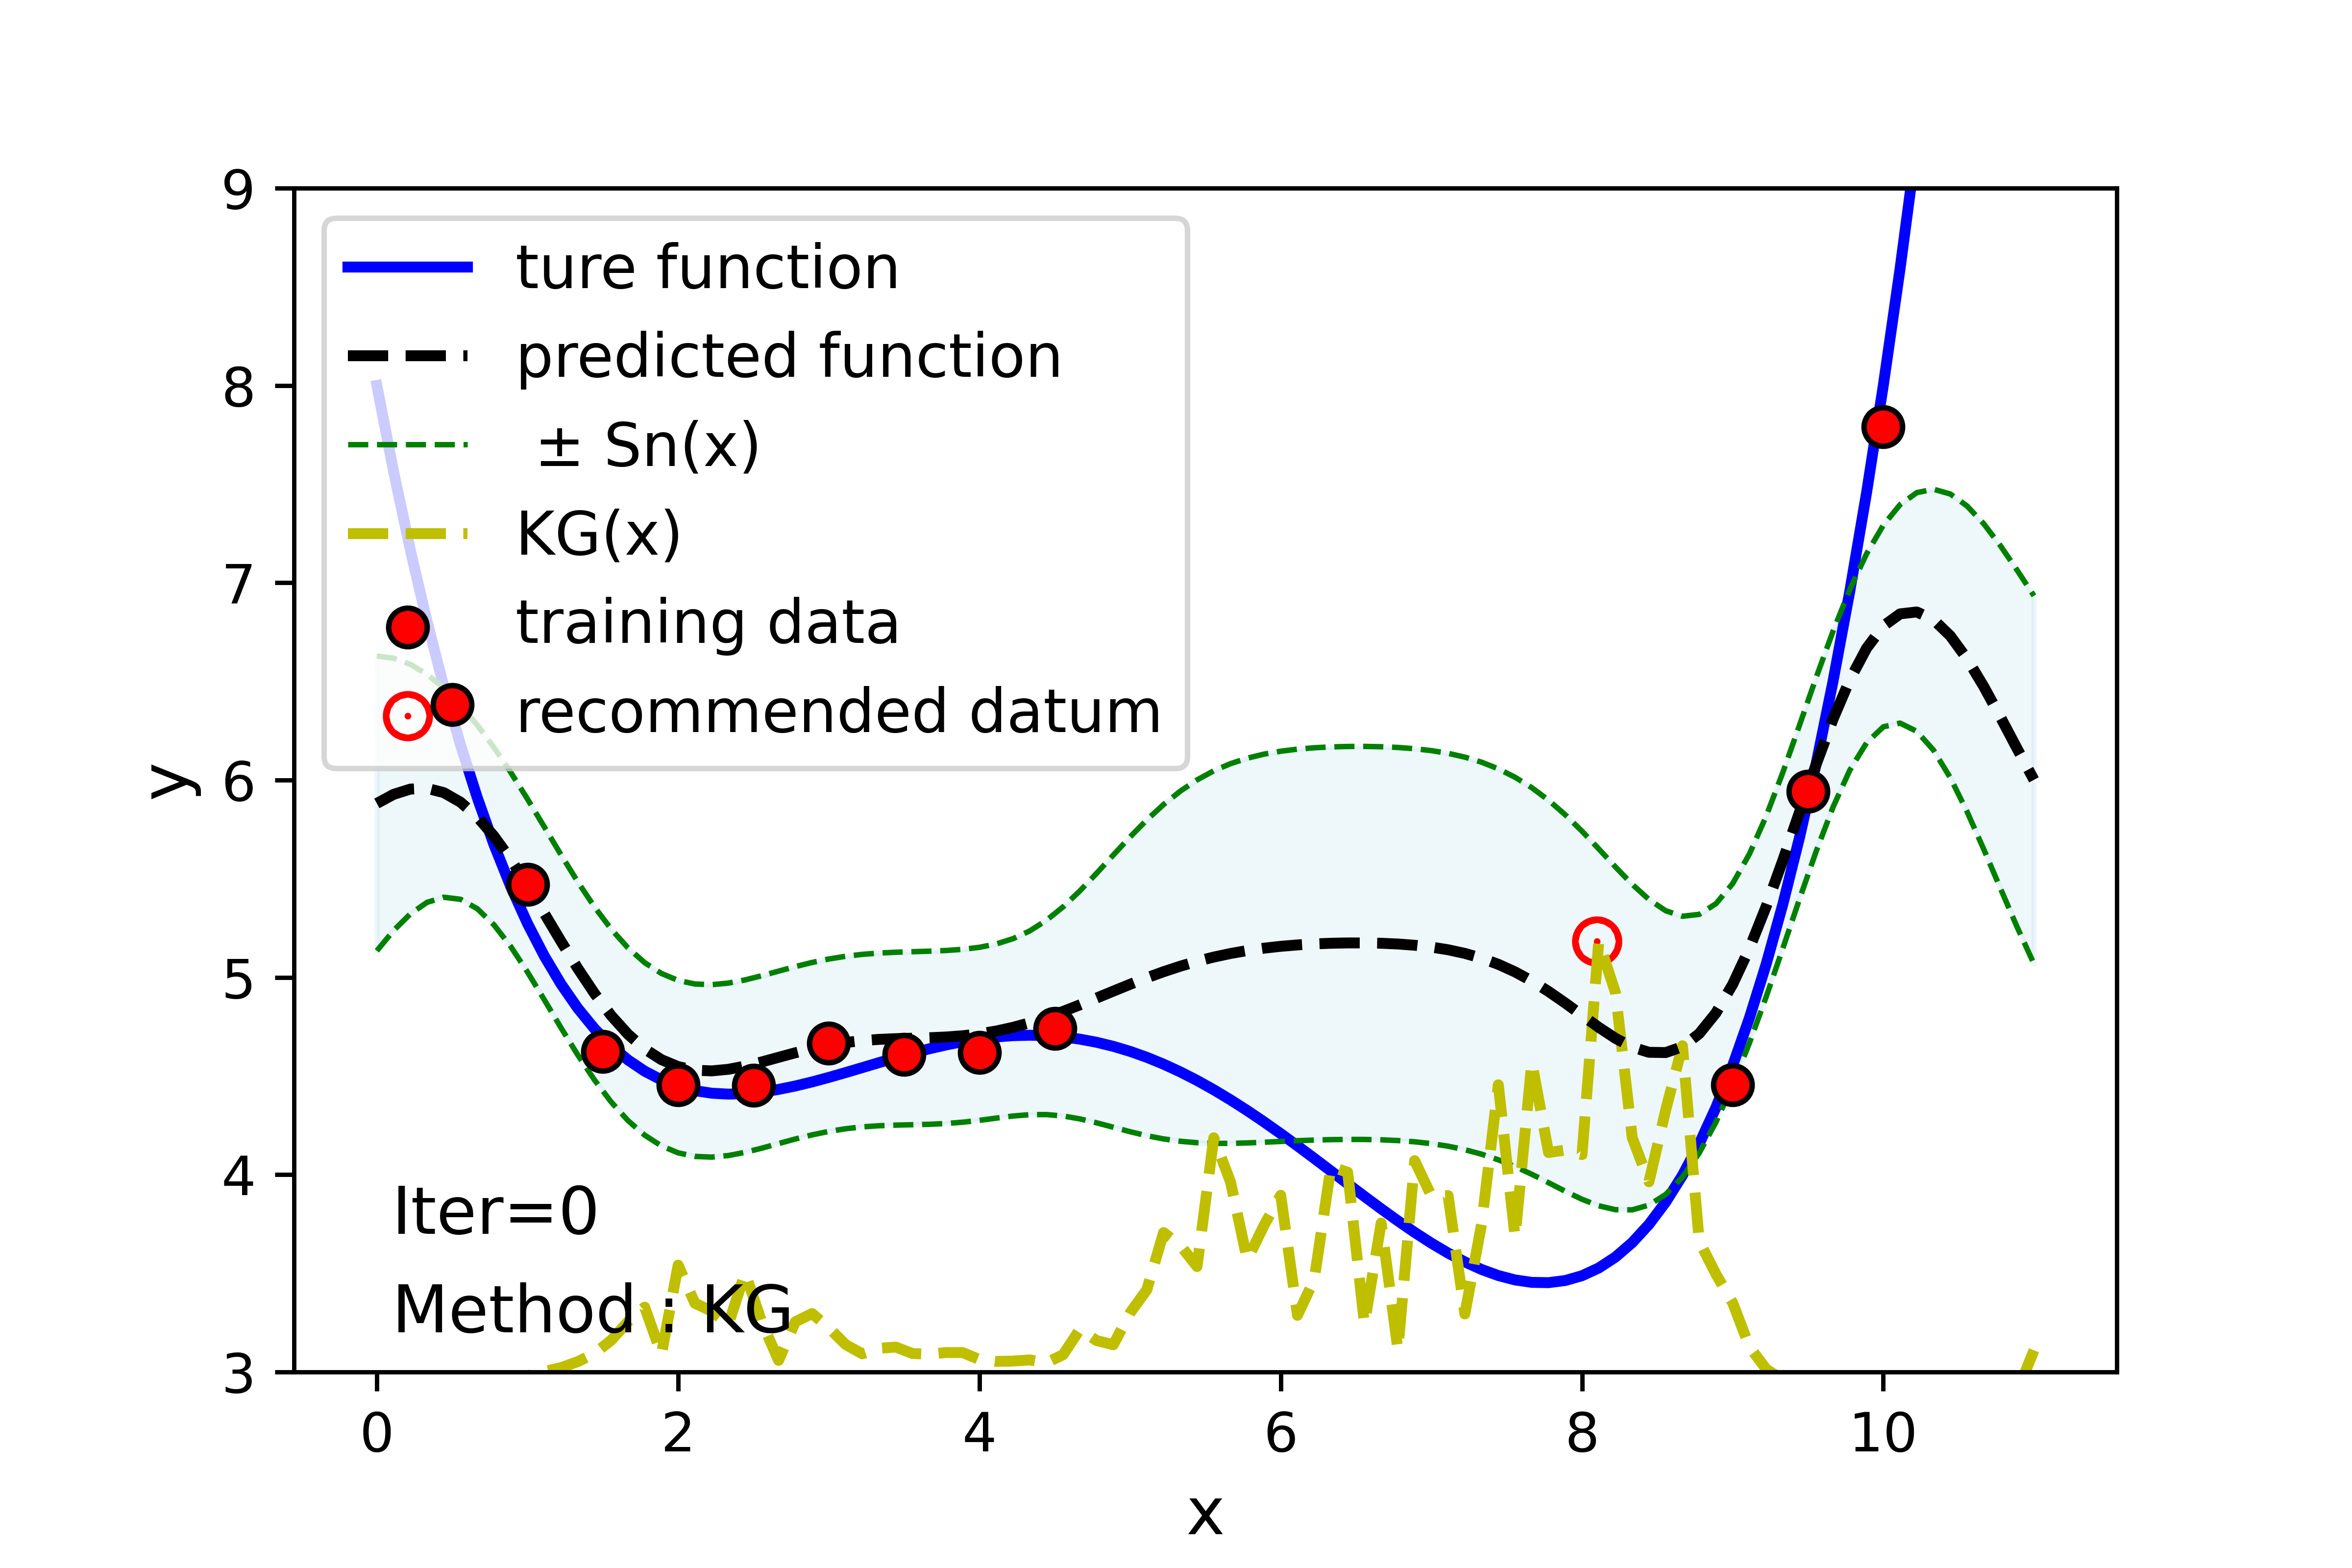 9
8
7
6
5
4
3
y
ture function
predicted function
± Sn(x)
KG(x)
training data
recommended datum
Iter=0
Method : KG
0 2 4 6 8 10
x